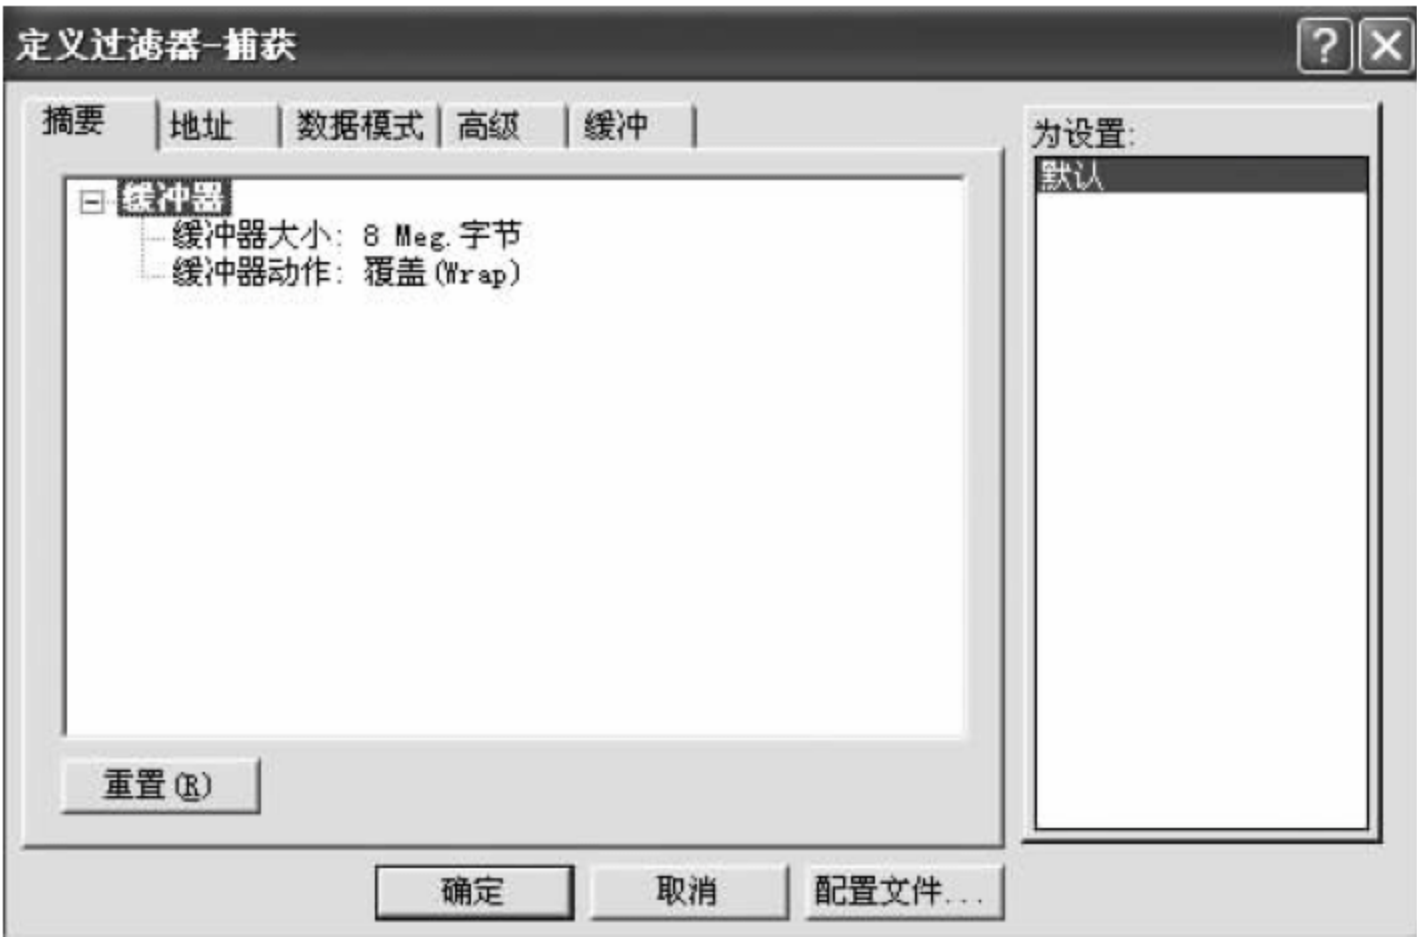 定义过滤器-捕获
摘要 地址 数据模式 高级 缓冲
为设置:
默认
缓冲器
缓冲器大小: 8 Meg.字节
缓冲器动作: 覆盖(Wrap)
重置(R)
确定 取消 配置文件...